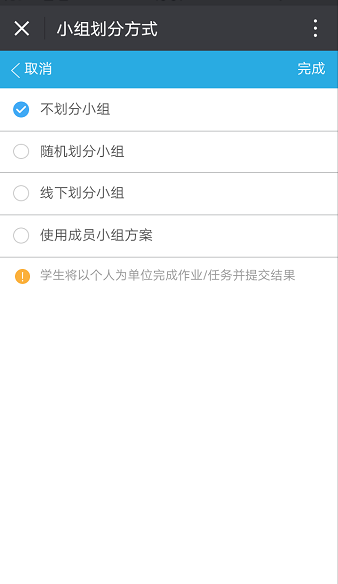 小组划分方式
取消
完成
不划分小组
随机划分小组
线下划分小组
使用成员小组方案
学生将以个人为单位完成作业/任务并提交结果